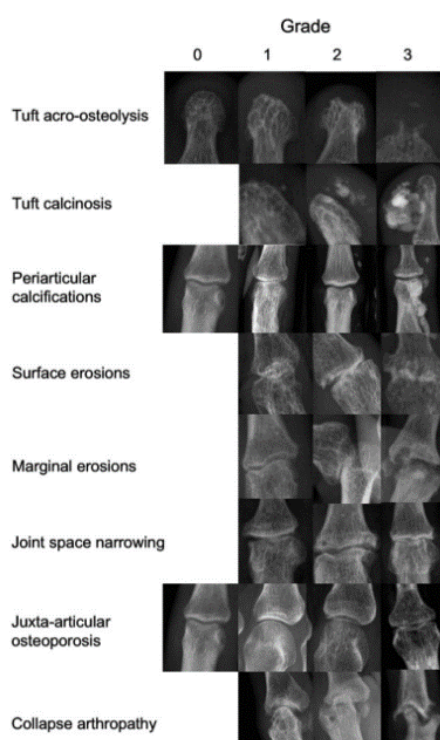 Grade
0 1 2 3
Tuft acro-osteolysis
Tuft calcinosis
Periarticular
calcifications
Surface erosions
Marginal erosions
Joint space narrowing
Juxta-articular
osteoporosis
Collapse arthropathy